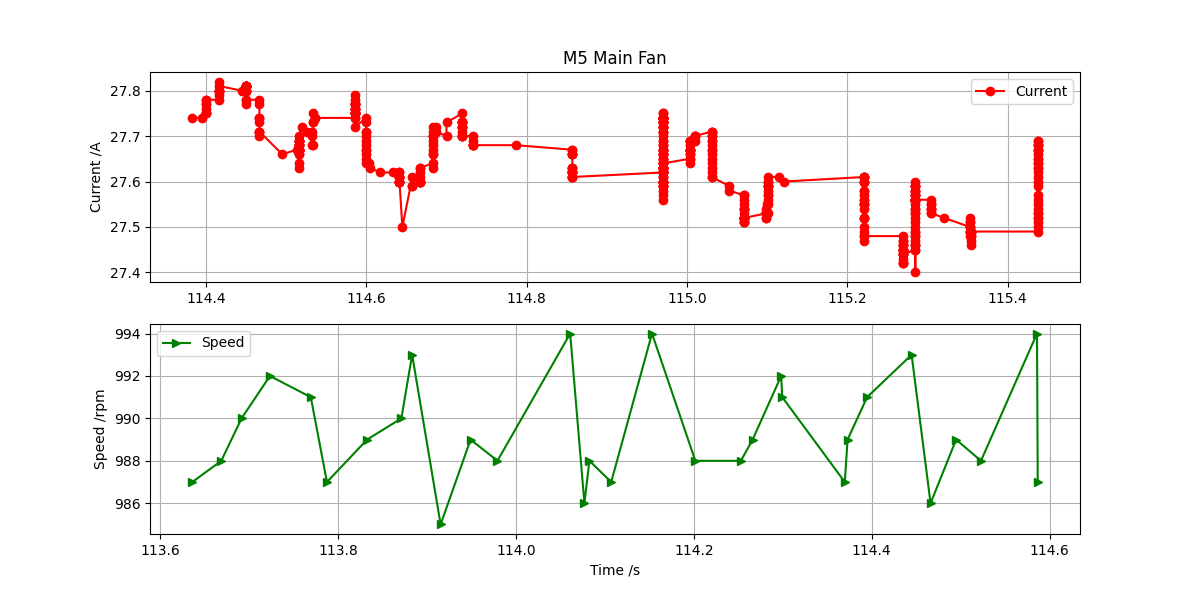 M5 Main Fan
Current /A
27.8
27.7
27.6
27.5
27.4
Current
114.4 114.6 114.8 115.0 115.2 115.4
Speed /rpm
994
992
990
988
986
Speed
113.6 113.8 114.0 114.2 114.4 114.6
Time /s